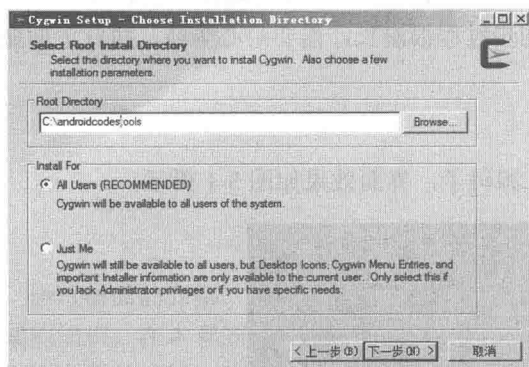 Cygwin Setup - Choose Installation Directory
Select Root Install Directory
Select the directory where you want to install Cygwin. Also choose a few
installation parameters.
Root Directory
C:\androidcodes
Browse...
Install For
All Users (RECOMMENDED)
Cygwin will be available to all users of the system.
Just Me
Cygwin will still be available to all users, but Desktop Icons, Cygwin Menu Entries, and
important Installer information are only available to the current user. Only select this if
you lack Administrator privileges or if you have specific needs.
< 上一步(B)
下一步(N) >
取消